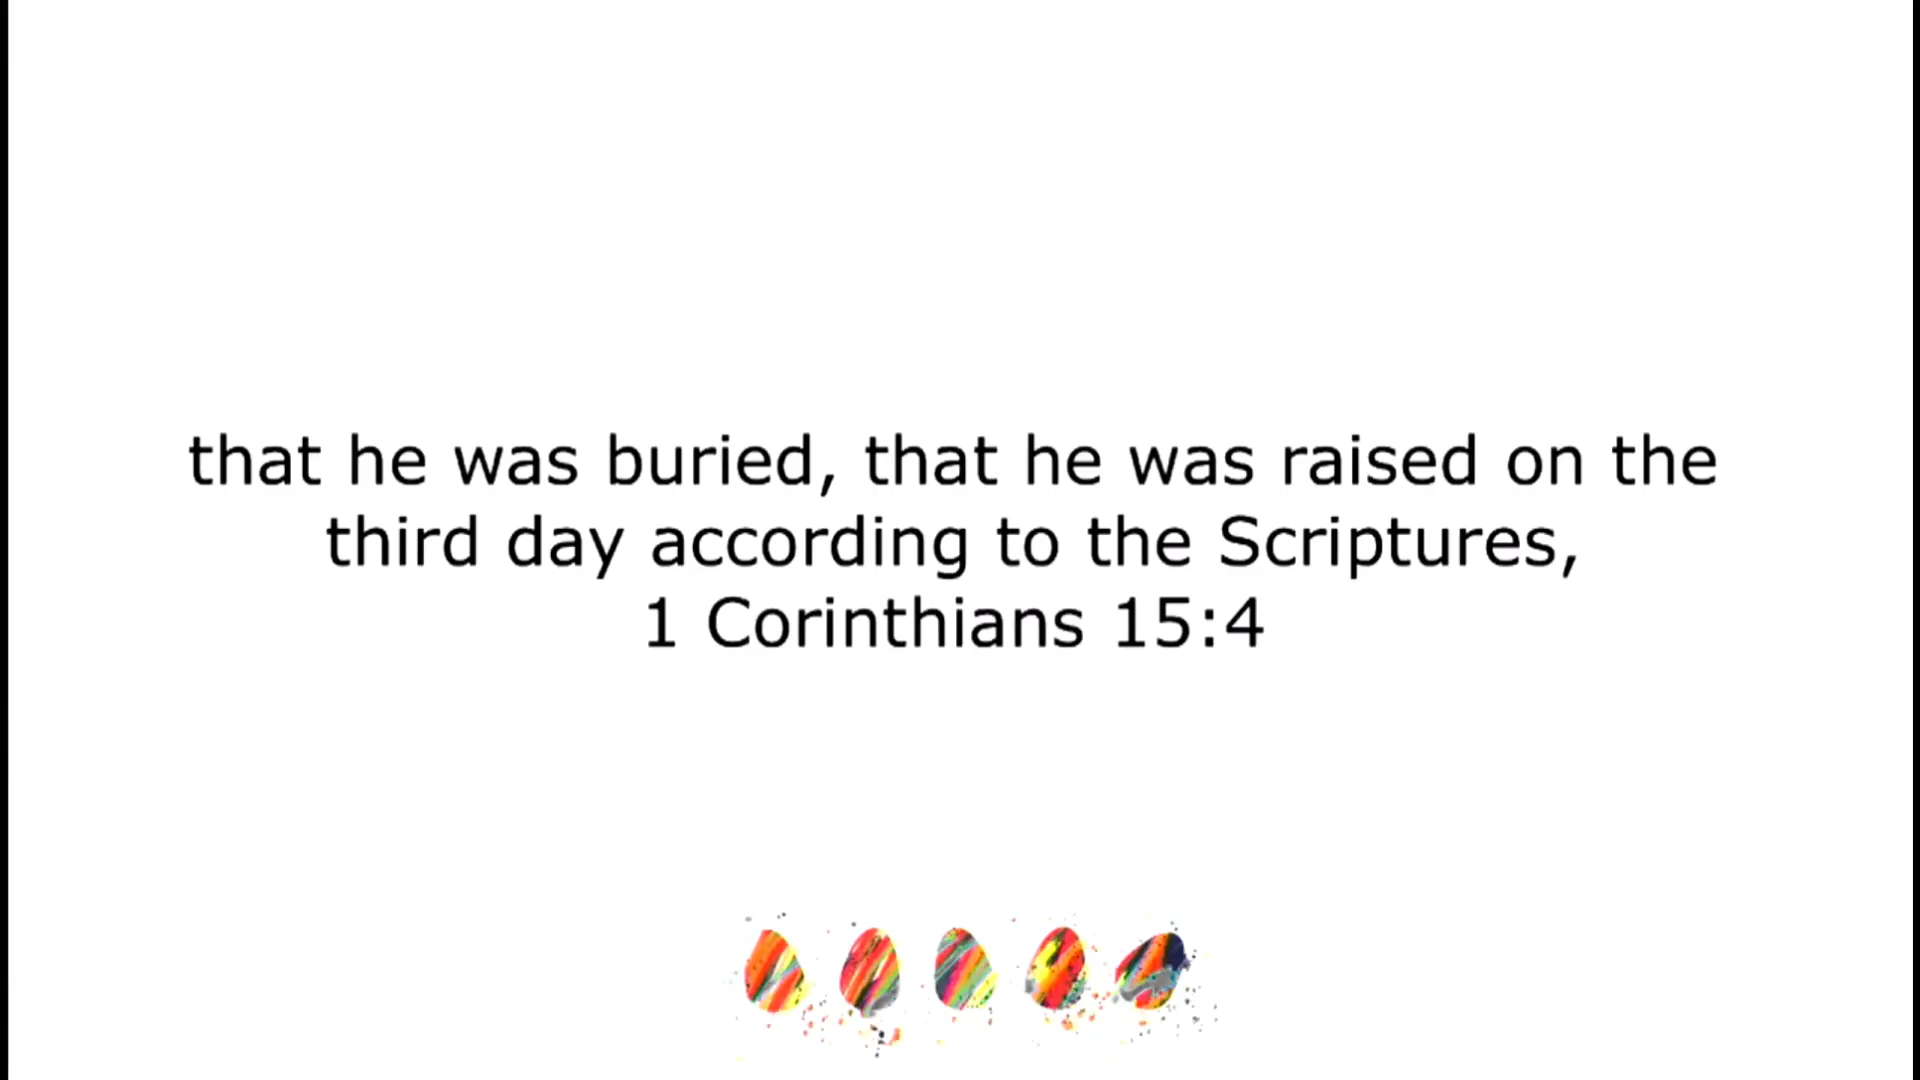 that he was buried, that he was raised on the
third day according to the Scriptures,
1 Corinthians 15:4